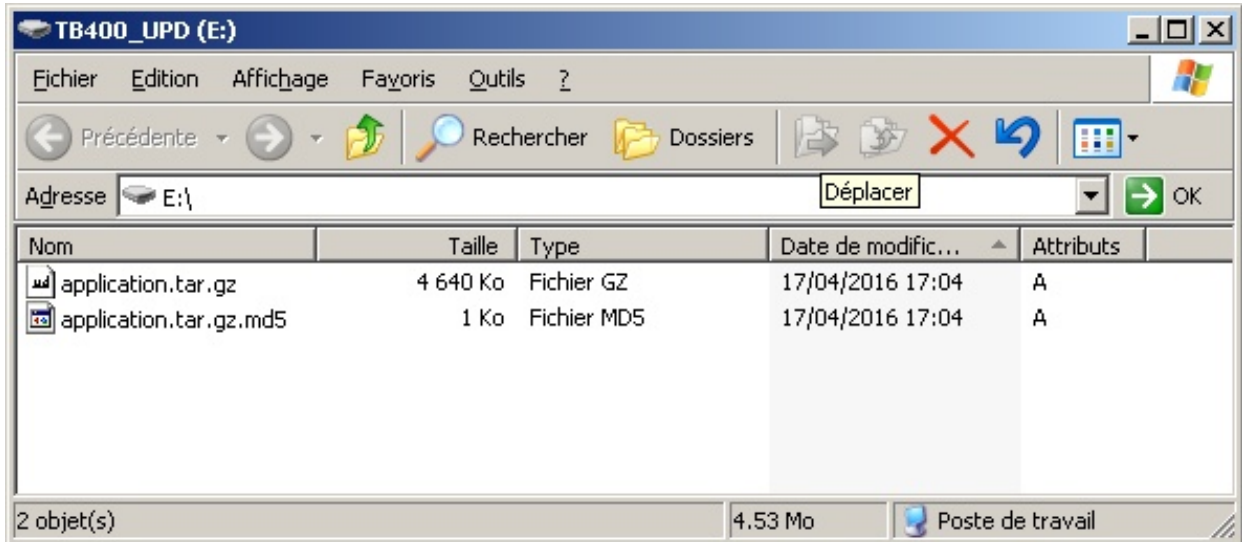 TB400_UPD (E:)
Fichier Edition Affichage Favoris Outils ?
Précédente Rechercher Dossiers
Adresse E:\ Déplacer OK
Nom Taille Type Date de modific... Attributs
application.tar.gz 4 640 Ko Fichier GZ 17/04/2016 17:04 A
application.tar.gz.md5 1 Ko Fichier MD5 17/04/2016 17:04 A
2 objet(s) 4.53 Mo Poste de travail